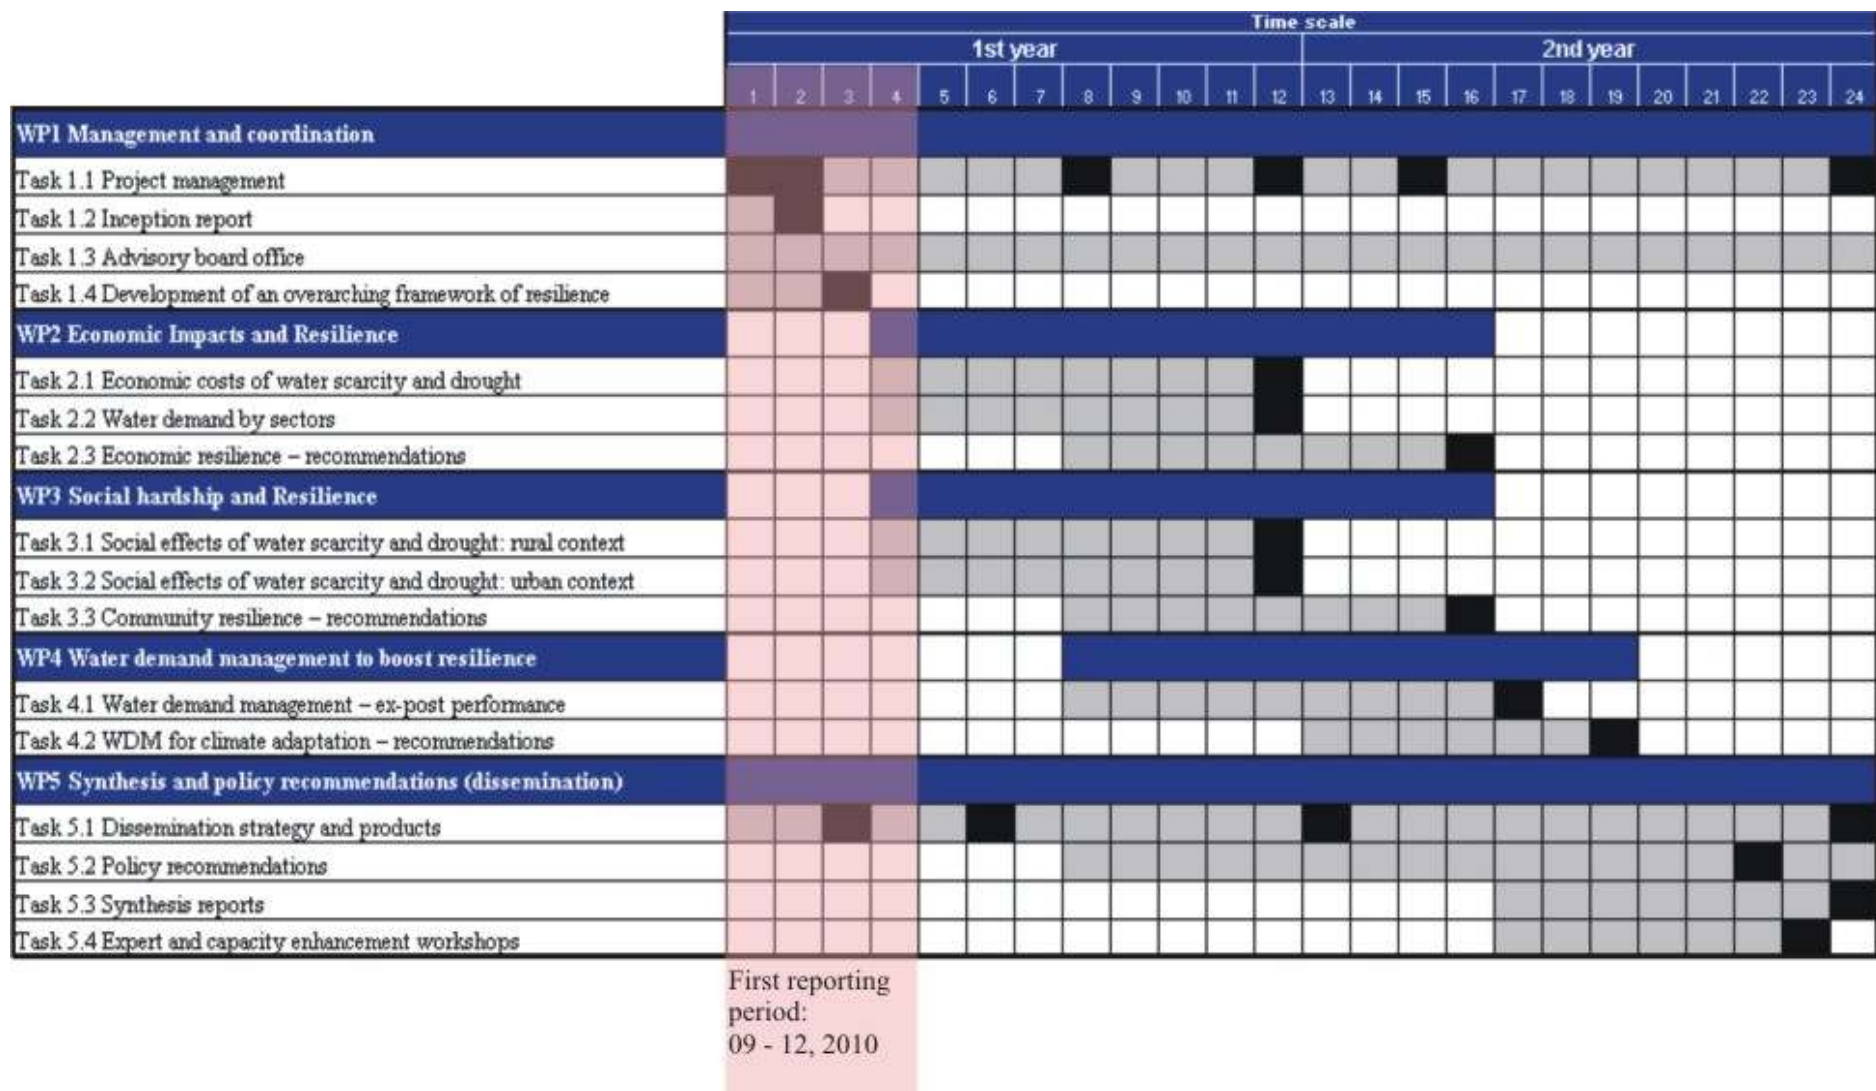 Time scale
1st year 2nd year
1 2 3 4 5 6 7 8 9 10 11 12 13 14 15 16 17 18 19 20 21 22 23 24
WP1 Management and coordination
Task 1.1 Project management
Task 1.2 Inception report
Task 1.3 Advisory board office
Task 1.4 Development of an overarching framework of resilience
WP2 Economic Impacts and Resilience
Task 2.1 Economic costs of water scarcity and drought
Task 2.2 Water demand by sectors
Task 2.3 Economic resilience – recommendations
WP3 Social hardship and Resilience
Task 3.1 Social effects of water scarcity and drought: rural context
Task 3.2 Social effects of water scarcity and drought: urban context
Task 3.3 Community resilience – recommendations
WP4 Water demand management to boost resilience
Task 4.1 Water demand management – ex-post performance
Task 4.2 WDM for climate adaptation – recommendations
WP5 Synthesis and policy recommendations (dissemination)
Task 5.1 Dissemination strategy and products
Task 5.2 Policy recommendations
Task 5.3 Synthesis reports
Task 5.4 Expert and capacity enhancement workshops
First reporting
period:
09 - 12, 2010